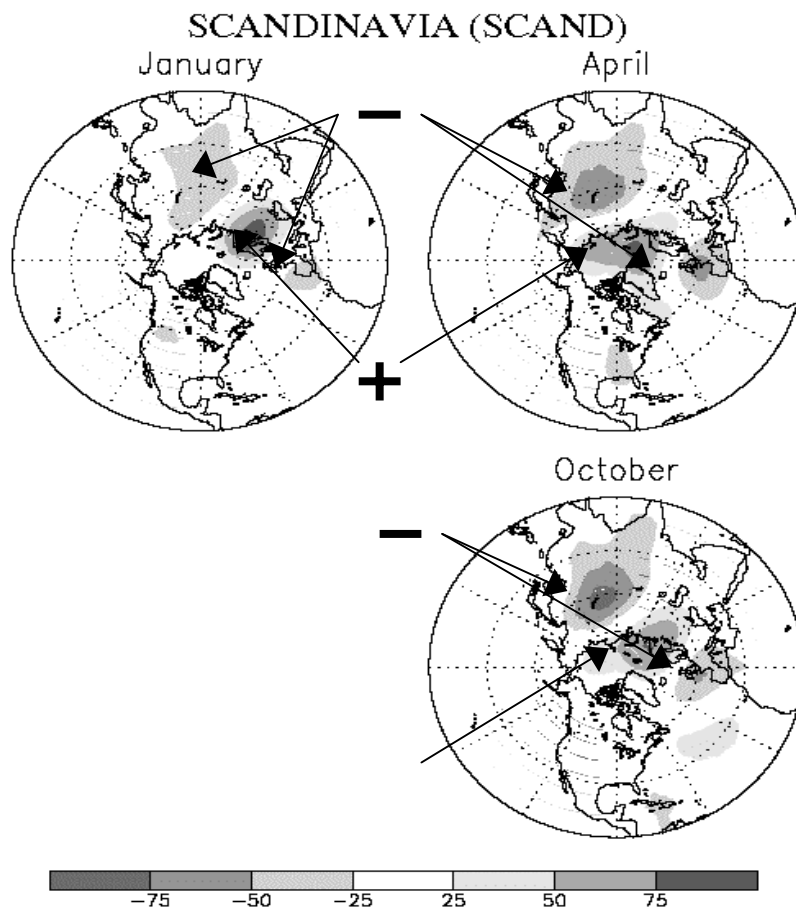 SCANDINAVIA (SCAND)
January April
−
+
October
−
−75 −50 −25 25 50 75